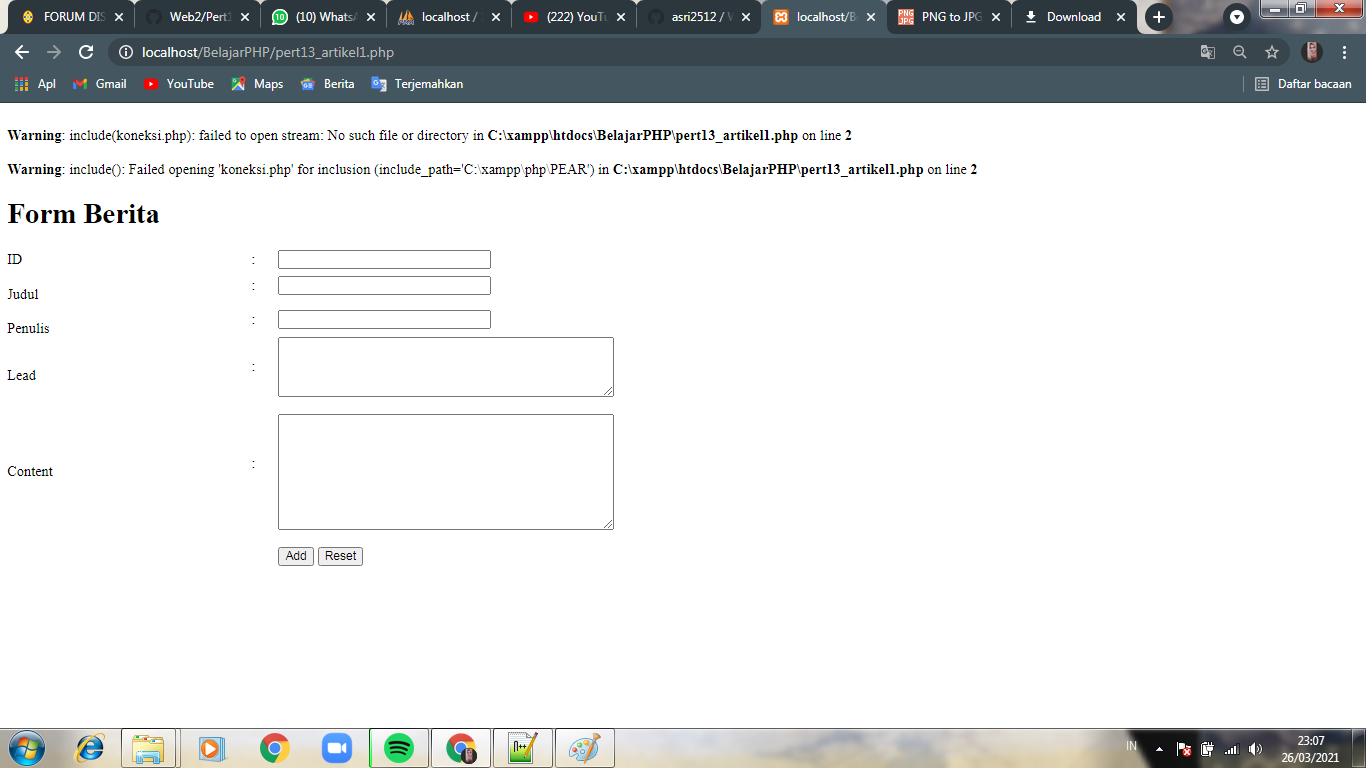 FORUM DIS
Web2/Pert
(10) Whats
localhost /
(222) YouTu
asri2512 / 
localhost/B
PNG to JPG
Download
localhost/BelajarPHP/pert13_artikel1.php
Apl
Gmail
YouTube
Maps
Berita
Terjemahkan
Daftar bacaan
Warning: include(koneksi.php): failed to open stream: No such file or directory in C:\xampp\htdocs\BelajarPHP\pert13_artikel1.php on line 2
Warning: include(): Failed opening 'koneksi.php' for inclusion (include_path='C:\xampp\php\PEAR') in C:\xampp\htdocs\BelajarPHP\pert13_artikel1.php on line 2
Form Berita
ID :
Judul :
Penulis :
Lead :
Content :
Add Reset
IN
23:07
26/03/2021